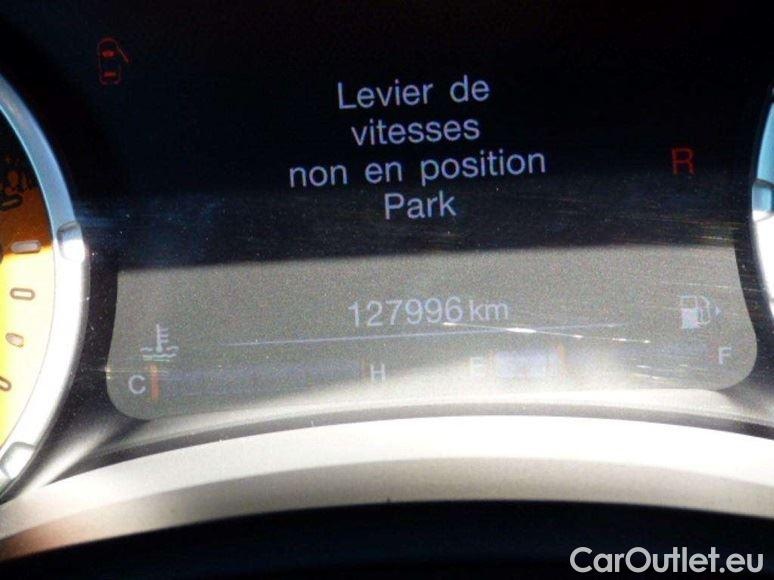 Levier de
vitesses
non en position
Park
R
127996 km
C H E F
CarOutlet.eu